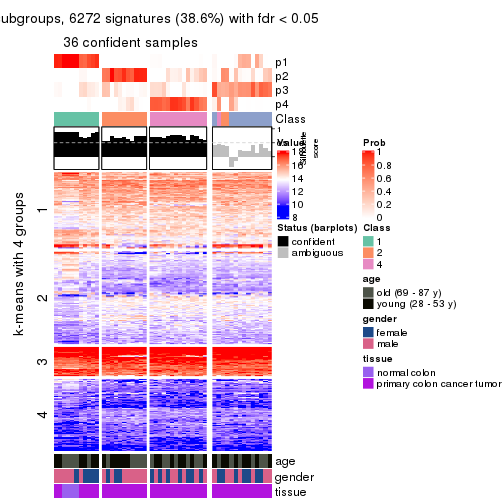 ubgroups, 6272 signatures (38.6%) with fdr < 0.05
36 confident samples
p1
p2
p3
p4
Class
Silhouette
score
1
k-means with 4 groups
1
2
3
4
age
gender
tissue
Value
18
16
14
12
10
8
Status (barplots)
confident
ambiguous
Prob
1
0.8
0.6
0.4
0.2
0
Class
1
2
4
age
old (69 - 87 y)
young (28 - 53 y)
gender
female
male
tissue
normal colon
primary colon cancer tumor